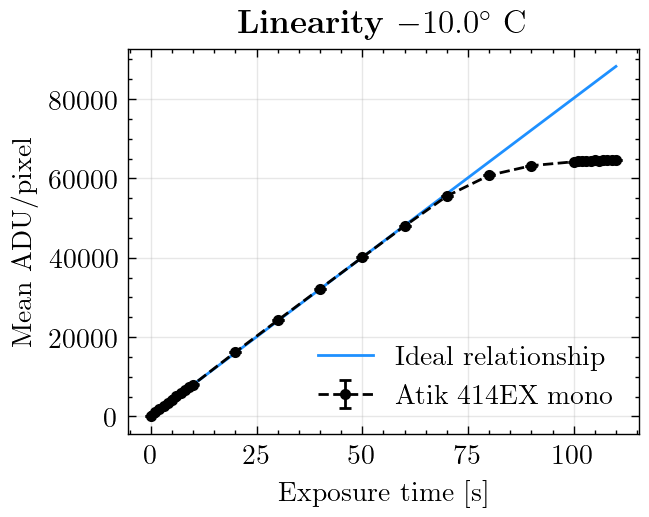 Linearity −10.0° C
Mean ADU/pixel
80000
60000
40000
20000
0
Ideal relationship
Atik 414EX mono
0 25 50 75 100
Exposure time [s]